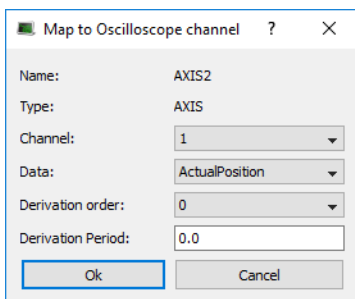 Map to Oscilloscope channel ? X
Name: AXIS2
Type: AXIS
Channel: 1
Data: ActualPosition
Derivation order: 0
Derivation Period: 0.0
Ok Cancel